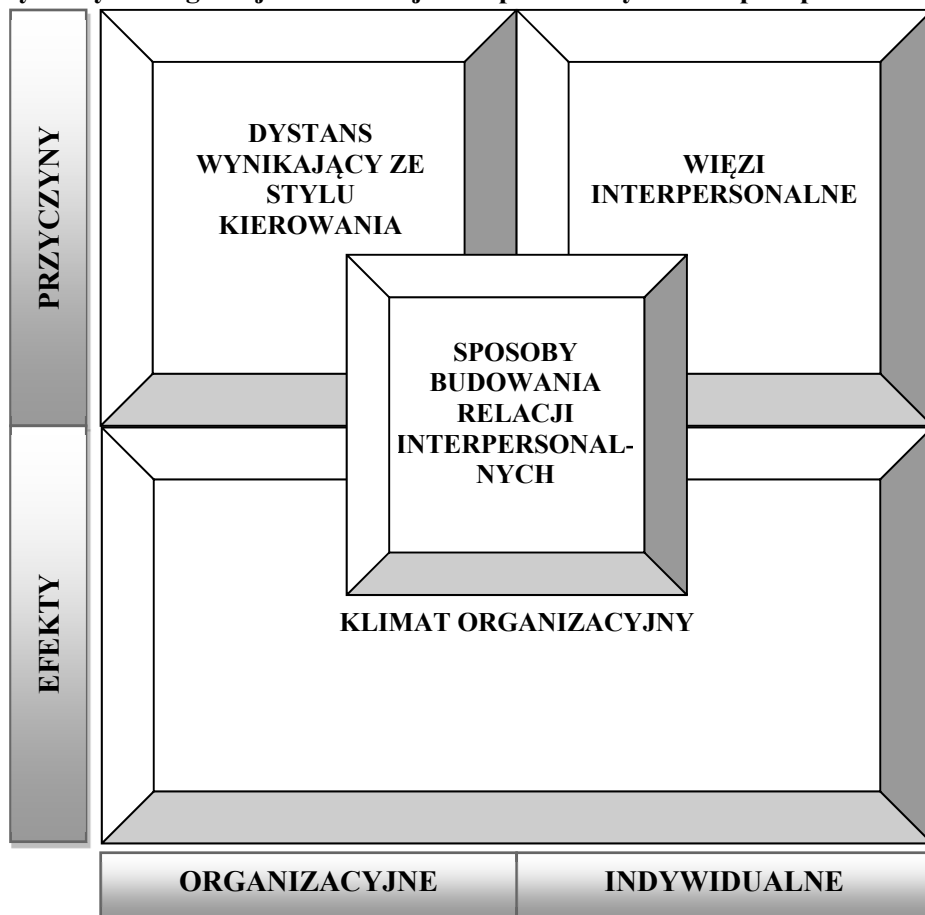 PRZYCZYNY
DYSTANS
WYNIKAJĄCY ZE
STYLU
KIEROWANIA
WIĘZI
INTERPERSONALNE
SPOSOBY
BUDOWANIA
RELACJI
INTERPERSONAL-
NYCH
EFEKTY
KLIMAT ORGANIZACYJNY
ORGANIZACYJNE
INDYWIDUALNE